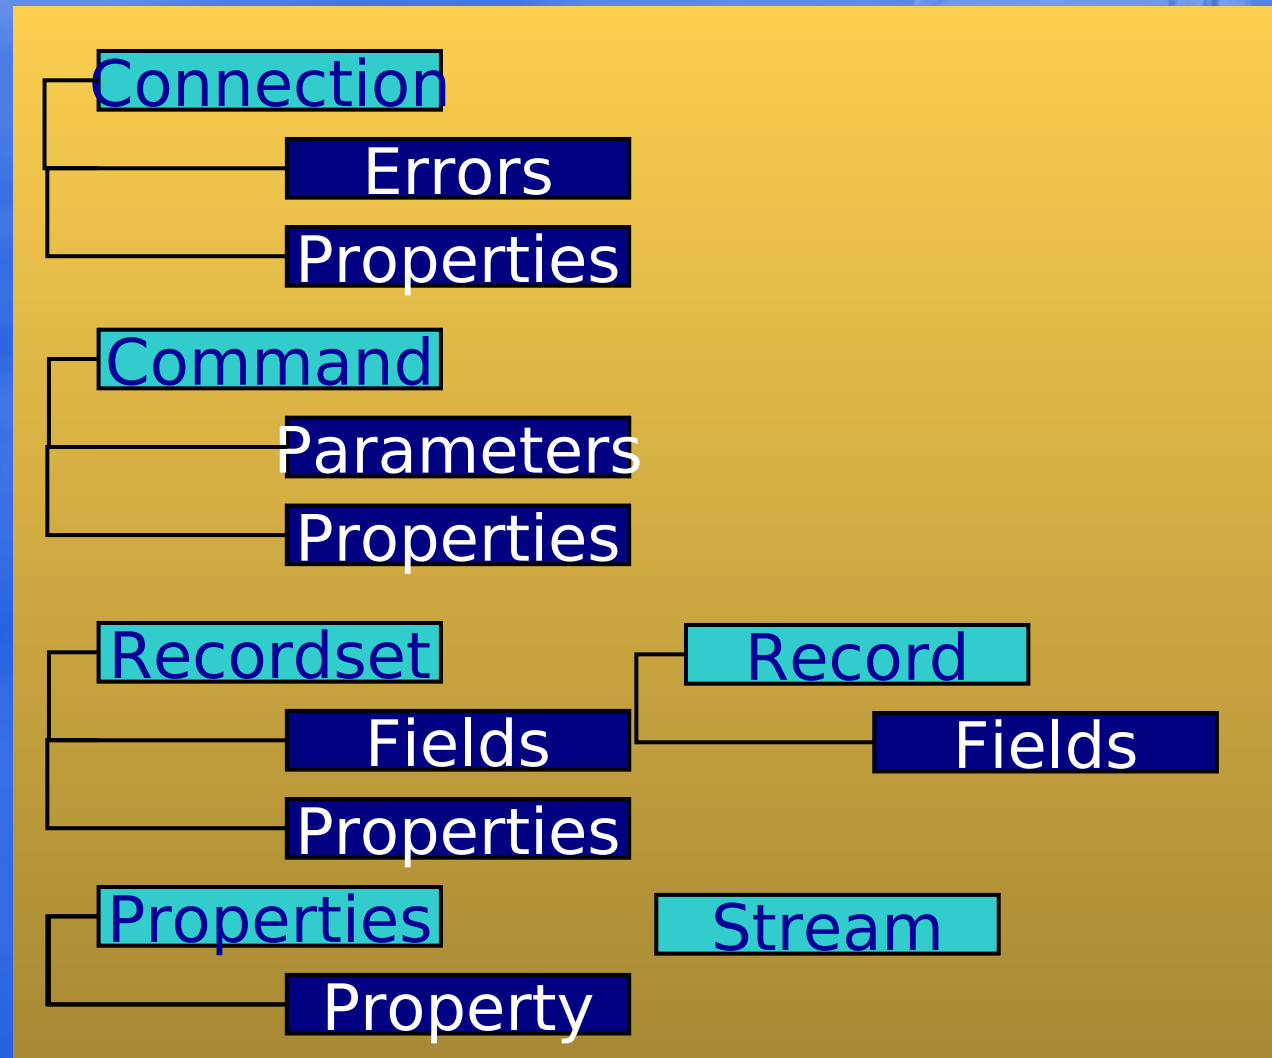 Connection
Errors
Properties
Command
Parameters
Properties
Recordset
Fields
Properties
Record
Fields
Properties
Property
Stream